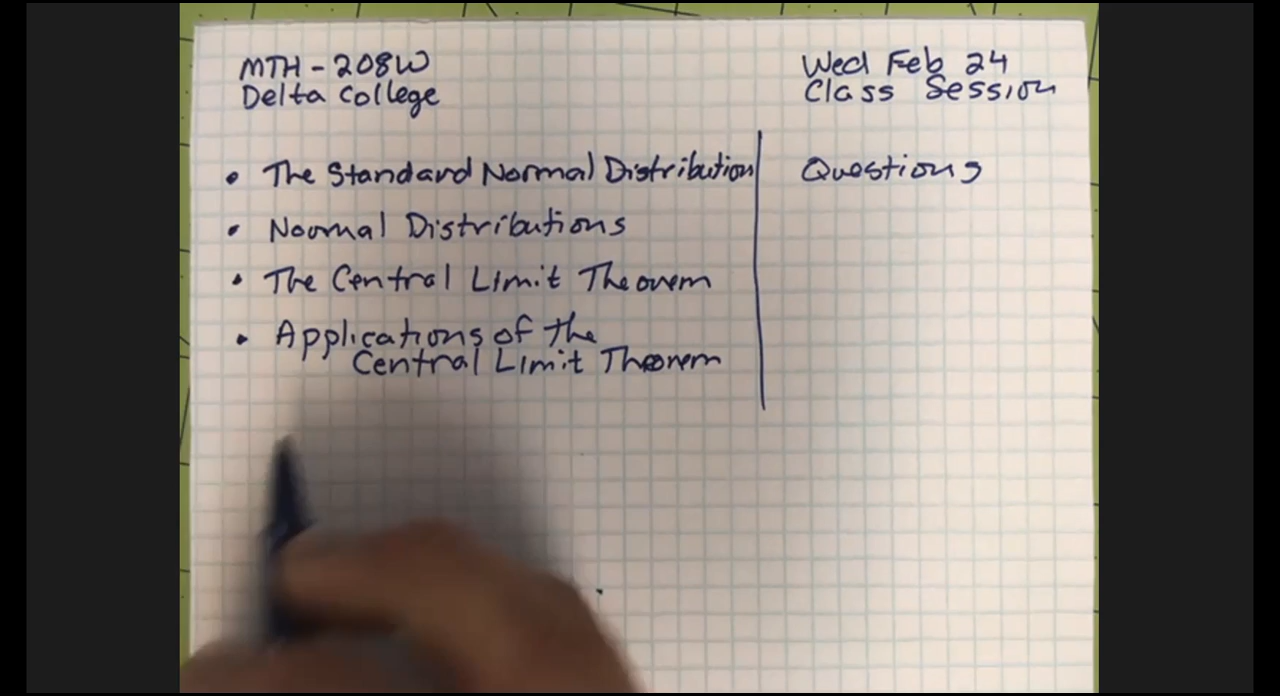 MTH - 208W
Delta College
Wed Feb 24
Class Session
• The Standard Normal Distribution
• Normal Distributions
• The Central Limit Theorem
• Applications of the
Central Limit Theorem
Questions